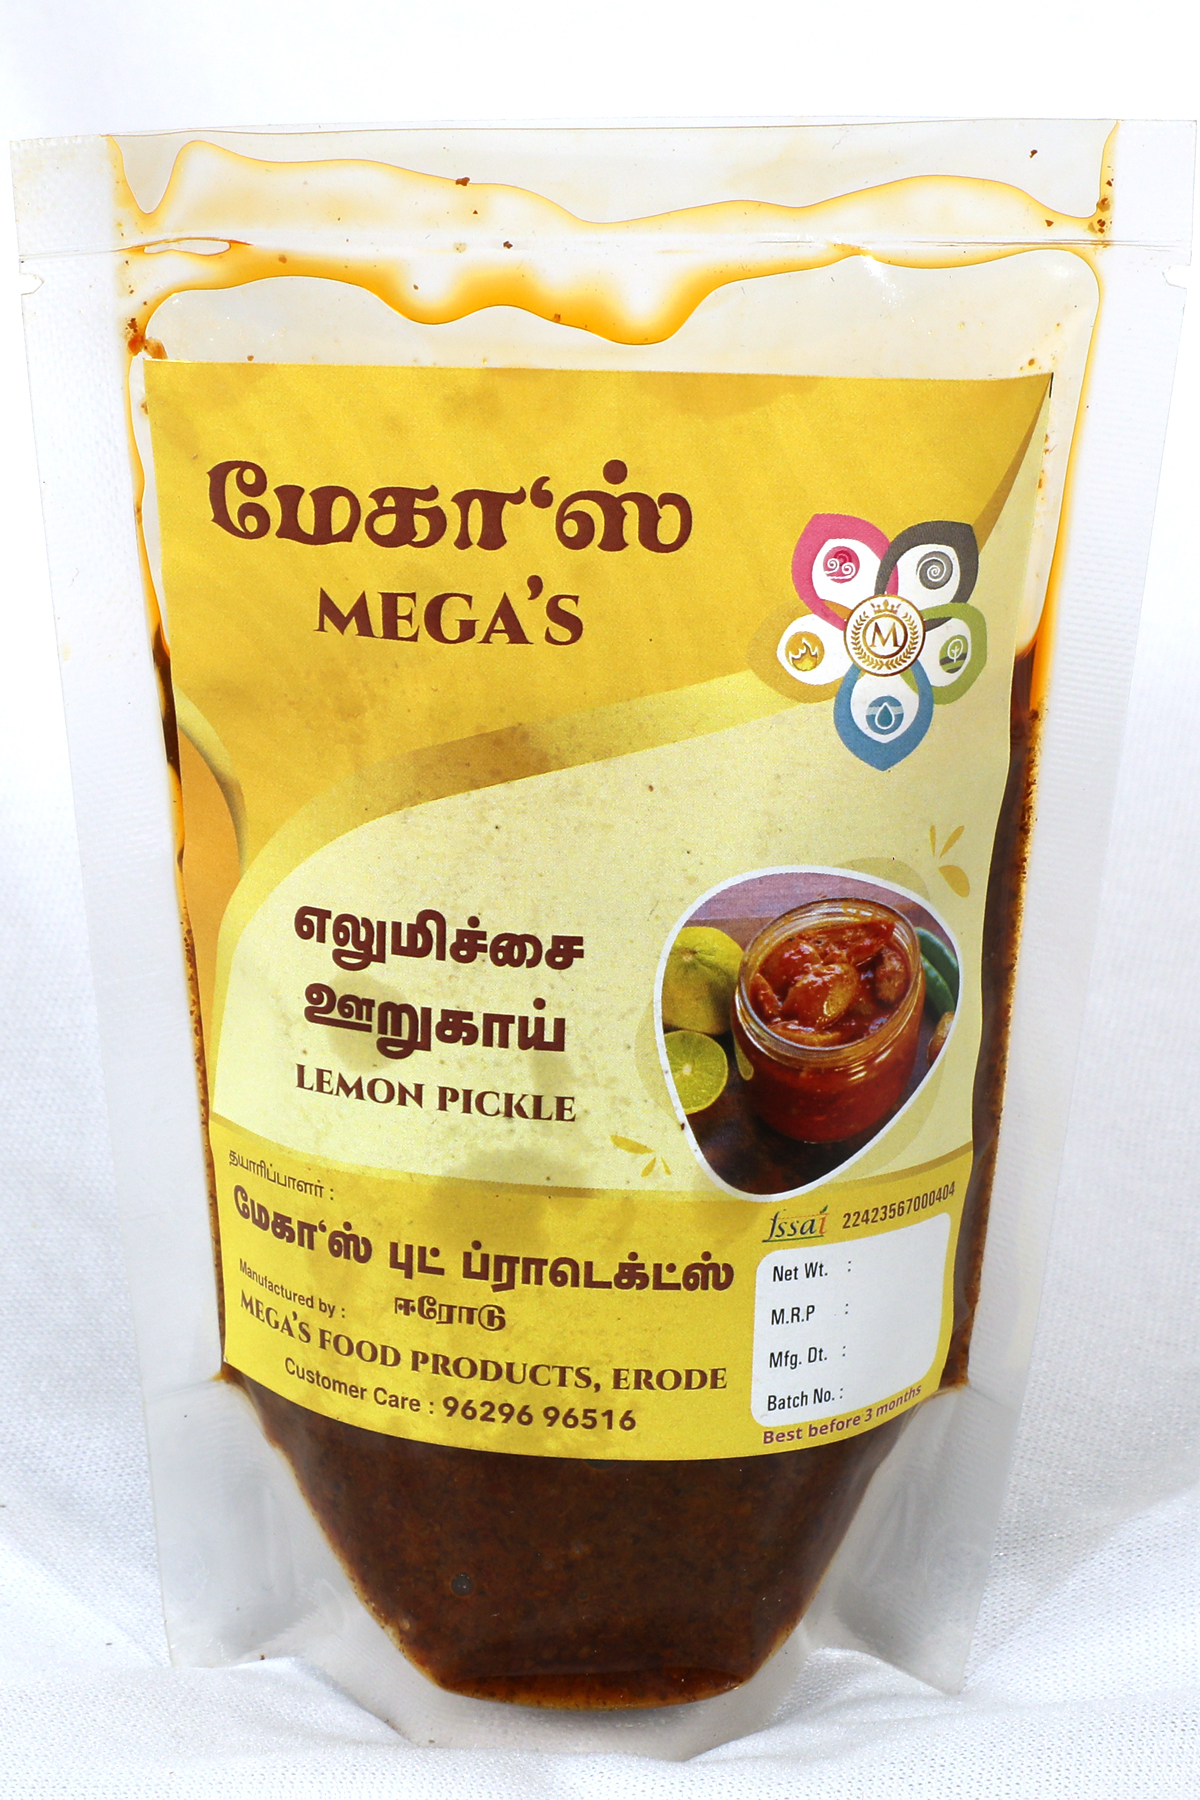 மேகா‘ஸ்
MEGA’S
M
எலுமிச்சை
ஊறுகாய்
LEMON PICKLE
தயாரிப்பாளர் :
மேகா‘ஸ் புட் ப்ராடெக்ட்ஸ்
ஈரோடு
Manufactured by :
MEGA’S FOOD PRODUCTS, ERODE
Customer Care : 96296 96516
fssai 22423567000404
Net Wt. :
M.R.P :
Mfg. Dt. :
Batch No. :
Best before 3 months